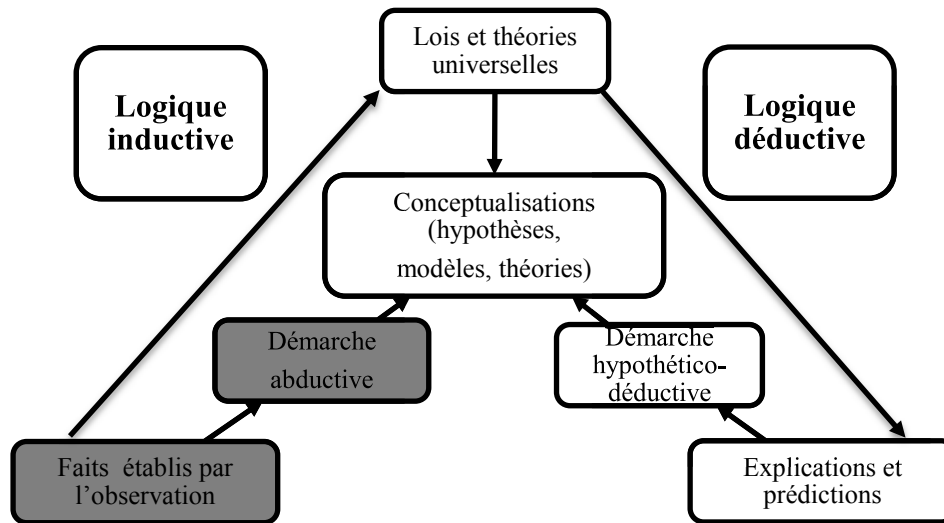 Lois et théories
universelles
Logique
inductive
Logique
déductive
Conceptualisations
(hypothèses,
modèles, théories)
Démarche
abductive
Démarche
hypothético-
déductive
Faits établis par
l’observation
Explications et
prédictions